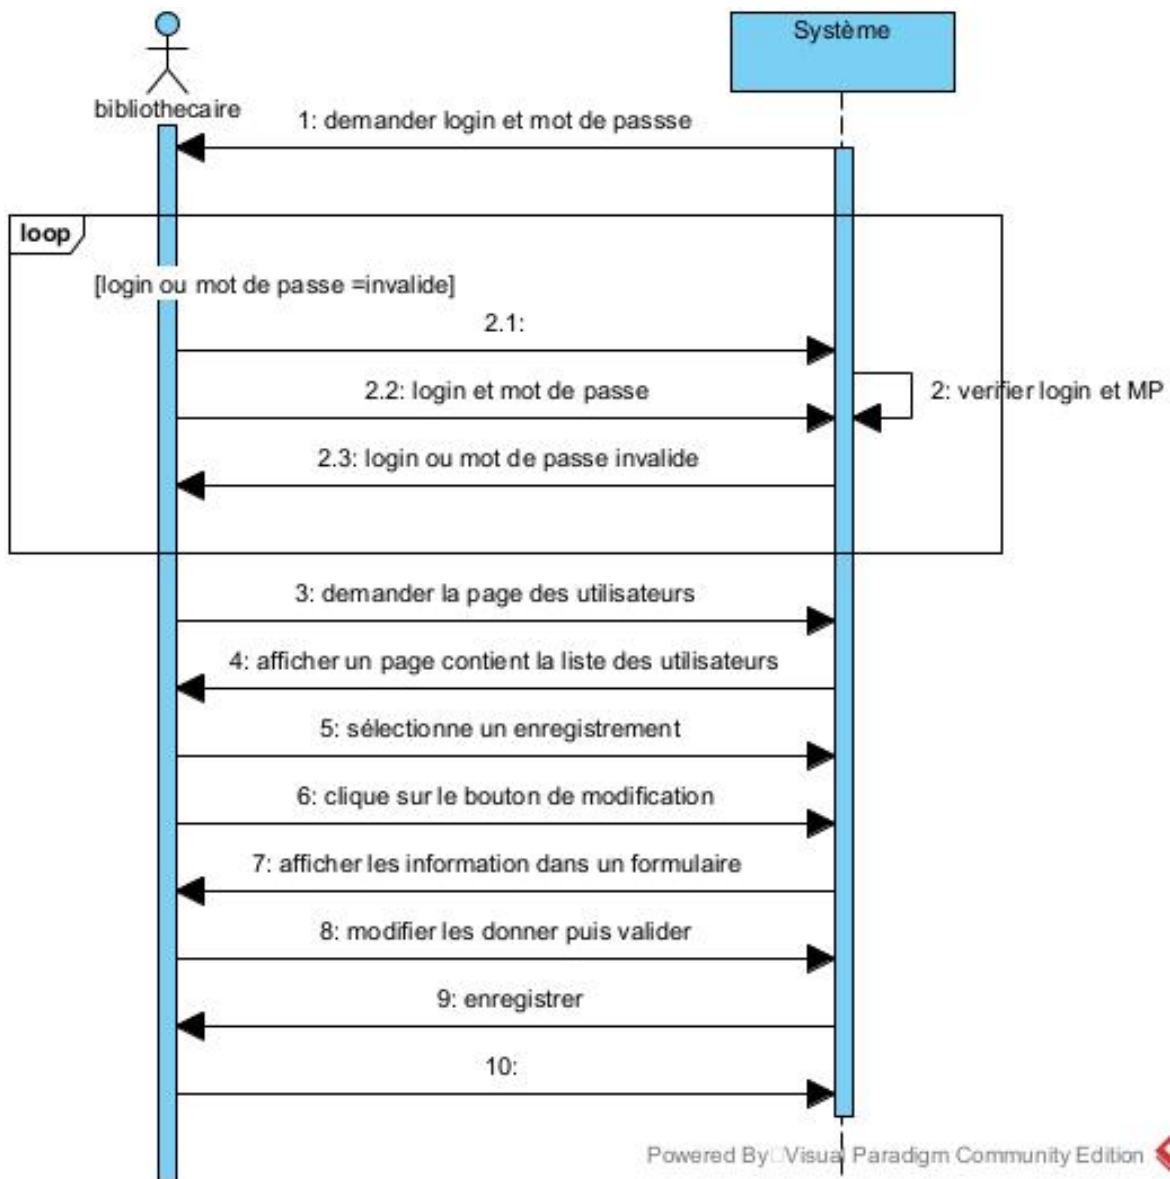 Système
bibliothecaire
1: demander login et mot de passse
loop
[login ou mot de passe =invalide]
2.1:
2.2: login et mot de passe
2: verifier login et MP
2.3: login ou mot de passe invalide
3: demander la page des utilisateurs
4: afficher un page contient la liste des utilisateurs
5: sélectionne un enregistrement
6: clique sur le bouton de modification
7: afficher les information dans un formulaire
8: modifier les donner puis valider
9: enregistrer
10:
Powered By Visual Paradigm Community Edition